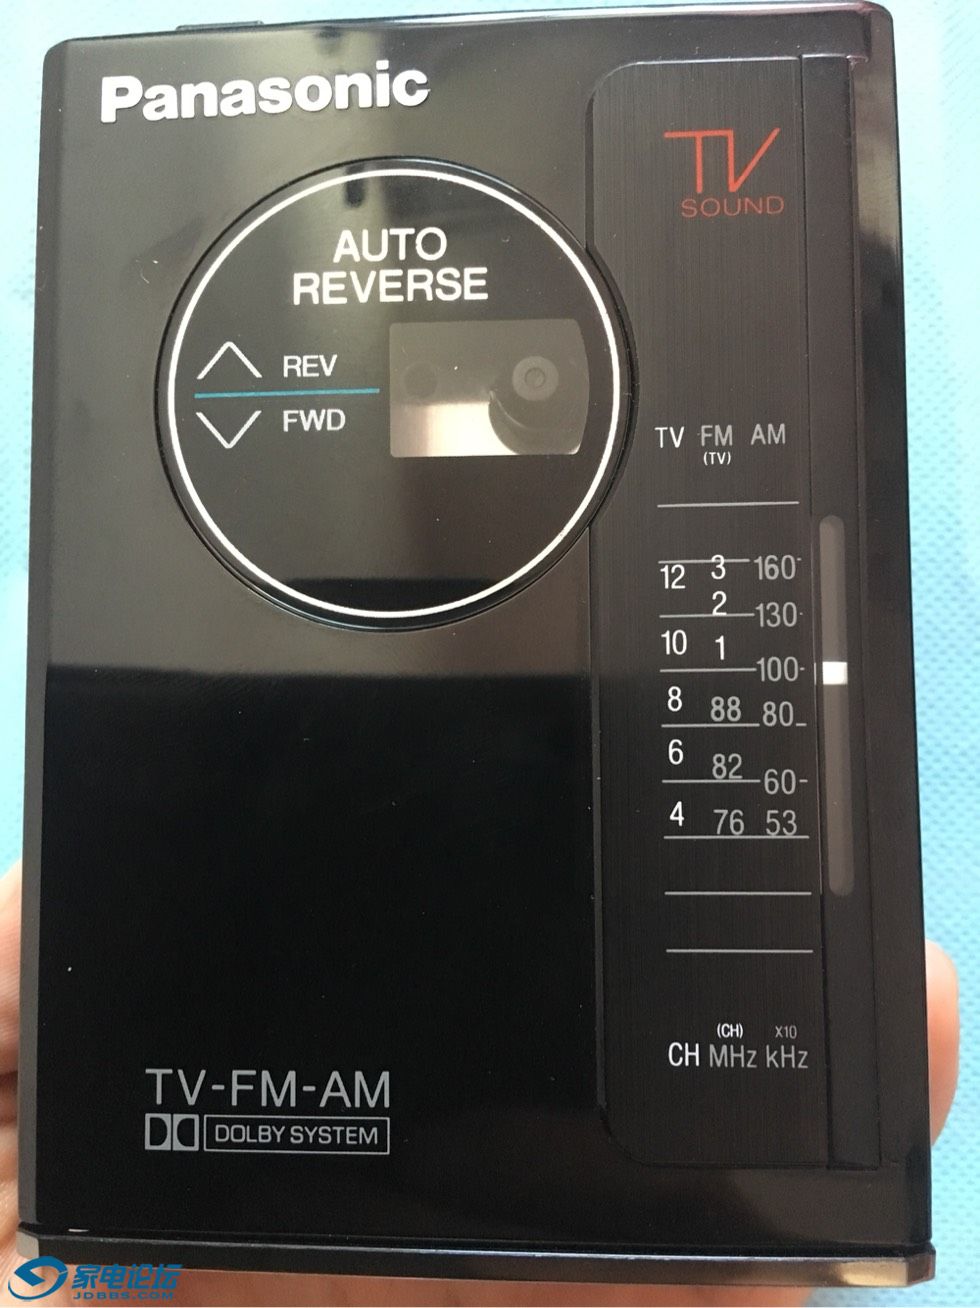 Panasonic
TV
SOUND
AUTO
REVERSE
REV
FWD
TV FM AM
(TV)
12 3 160
2 130
10 1
100
8 88 80
6 82 60
4 76 53
(CH) X10
CH MHz kHz
TV-FM-AM
DOLBY SYSTEM
家电论坛
JDBBS.COM